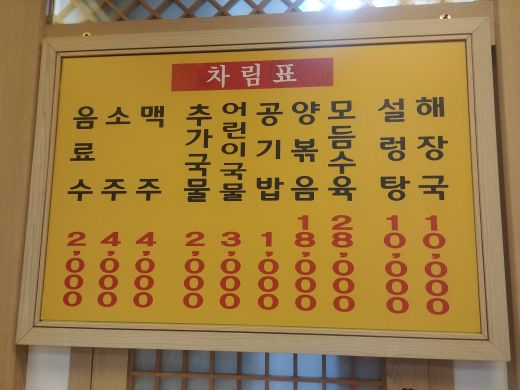 차림표
해장국 10,000
설렁탕 10,000
모듬수육 28,000
양볶음 18,000
공기밥 1,000
어린이국물 3,000
추가국물 2,000
맥주 4,000
소주 4,000
음료수 2,000